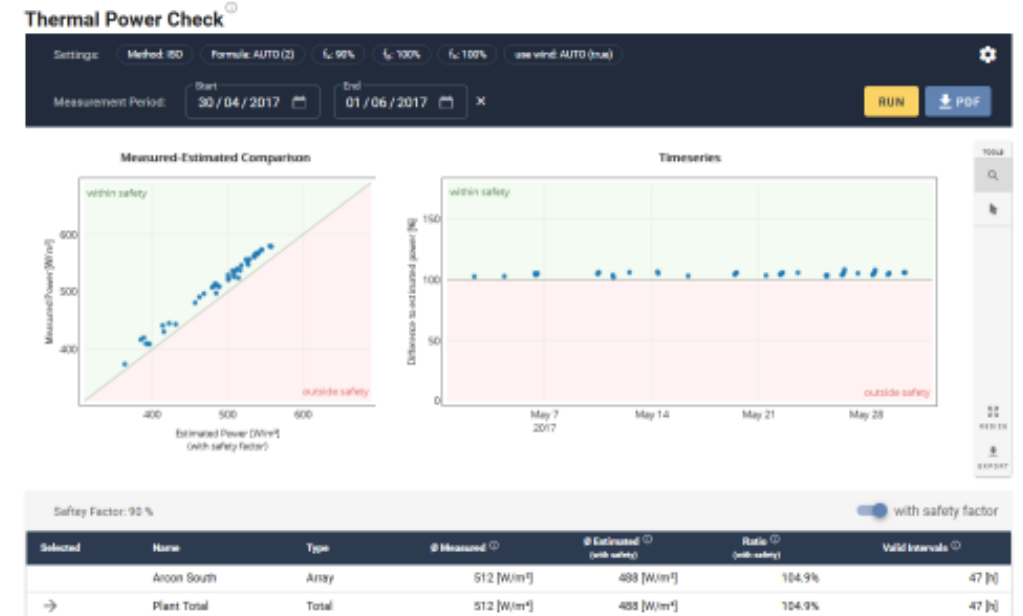 Thermal Power Check
Settings: Method: ISO Formula: AUTO (2) 90% 100% 100% use wind: AUTO (true)
Measurement Period: Start 30 / 04 / 2017 End 01 / 06 / 2017 × RUN PDF
Measured-Estimated Comparison
within safety
600
500
400
Measured Power [W/m²]
outside safety
400 500 600
Estimated Power [W/m²]
(with safety factor)
Timeseries
within safety
150
100
50
0
Difference to estimated power [%]
outside safety
May 7 May 14 May 21 May 28
2017
TOOLS
RESIZE
EXPORT
Saftey Factor: 90 % with safety factor
Selected Name Type Ø Measured Ø Estimated (with safety) Ratio (with safety) Valid Intervals
Arcon South Array 512 [W/m²] 488 [W/m²] 104.9% 47 [h]
→ Plant Total Total 512 [W/m²] 488 [W/m²] 104.9% 47 [h]